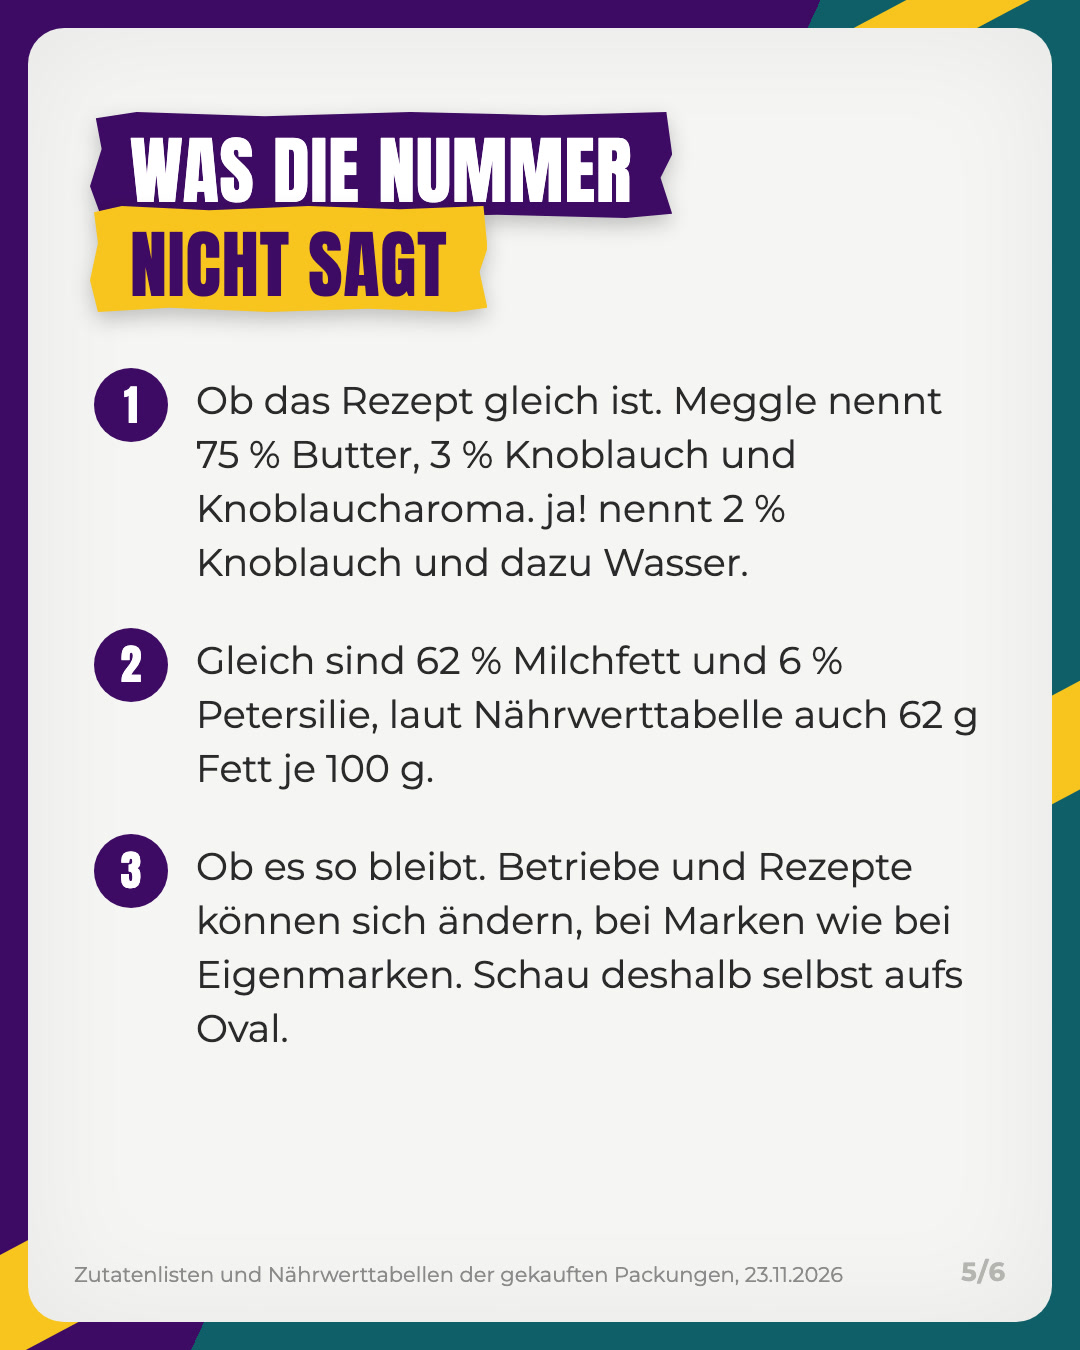 WAS DIE NUMMER
NICHT SAGT
1
Ob das Rezept gleich ist. Meggle nennt
75 % Butter, 3 % Knoblauch und
Knoblaucharoma. ja! nennt 2 %
Knoblauch und dazu Wasser.
2
Gleich sind 62 % Milchfett und 6 %
Petersilie, laut Nährwerttabelle auch 62 g
Fett je 100 g.
3
Ob es so bleibt. Betriebe und Rezepte
können sich ändern, bei Marken wie bei
Eigenmarken. Schau deshalb selbst aufs
Oval.
Zutatenlisten und Nährwerttabellen der gekauften Packungen, 23.11.2026
5/6